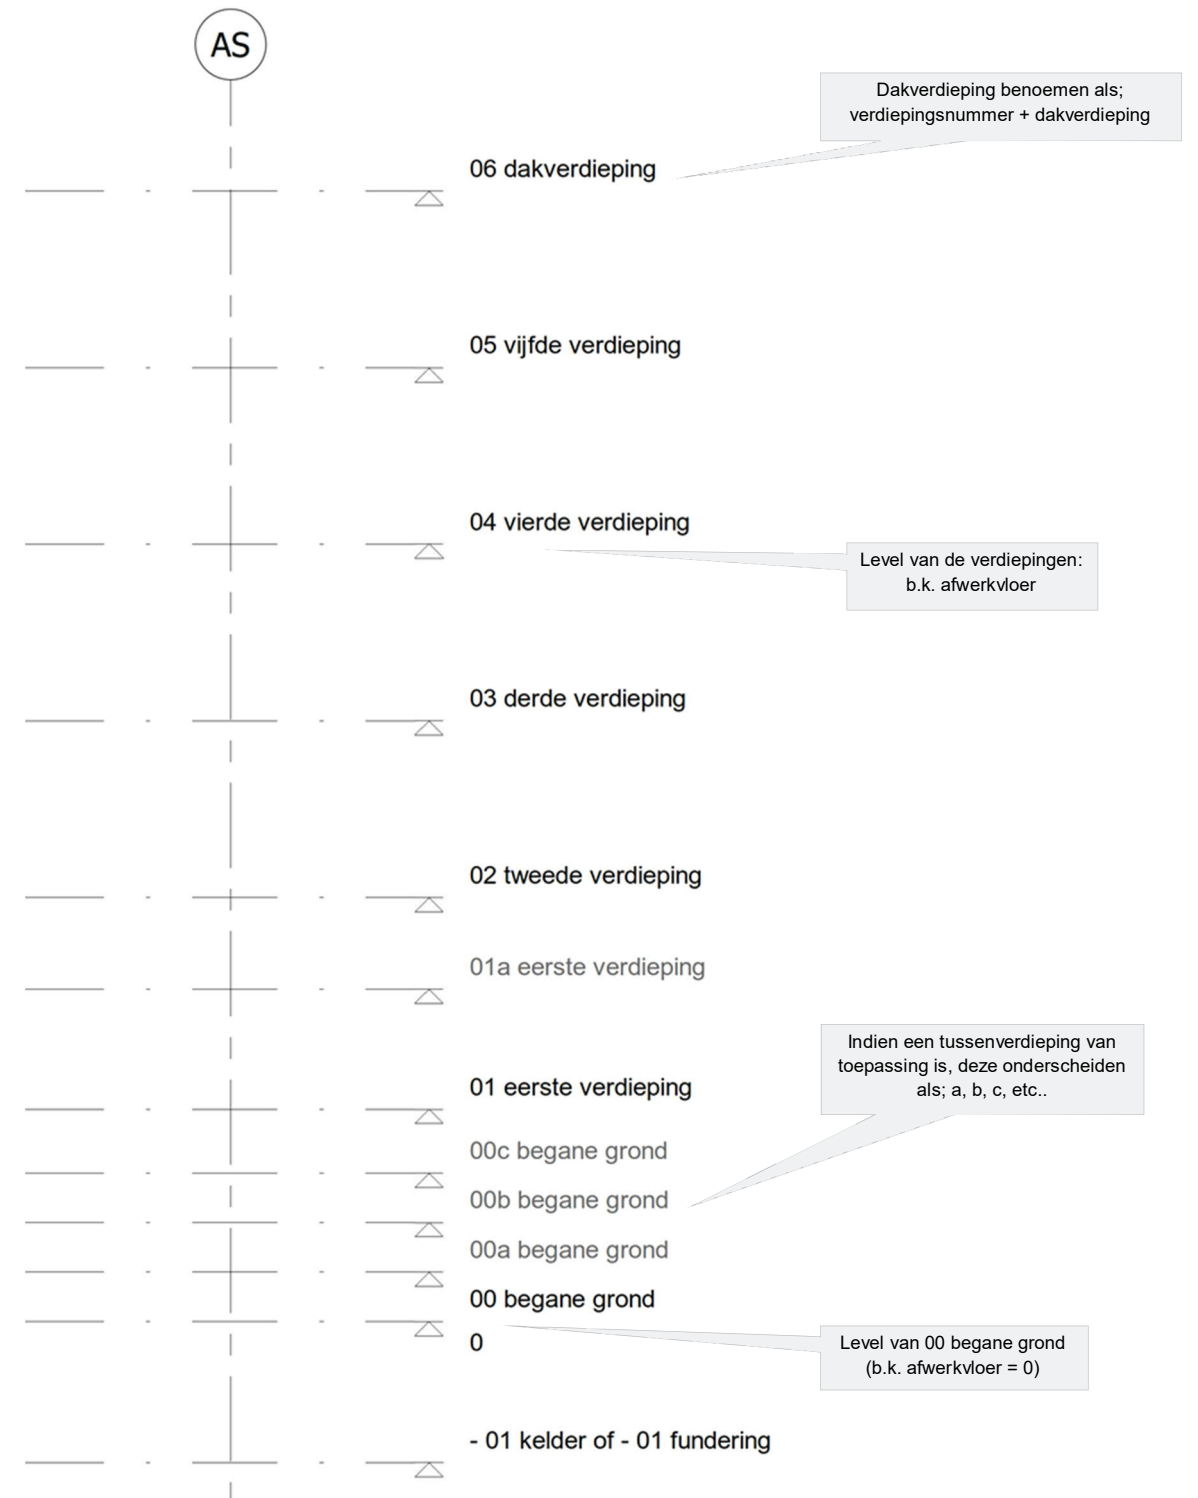 AS
Dakverdieping benoemen als;
verdiepingsnummer + dakverdieping
06 dakverdieping
05 vijfde verdieping
04 vierde verdieping
Level van de verdiepingen:
b.k. afwerkvloer
03 derde verdieping
02 tweede verdieping
01a eerste verdieping
Indien een tussenverdieping van
toepassing is, deze onderscheiden
als; a, b, c, etc..
01 eerste verdieping
00c begane grond
00b begane grond
00a begane grond
00 begane grond
0
Level van 00 begane grond
(b.k. afwerkvloer = 0)
- 01 kelder of - 01 fundering